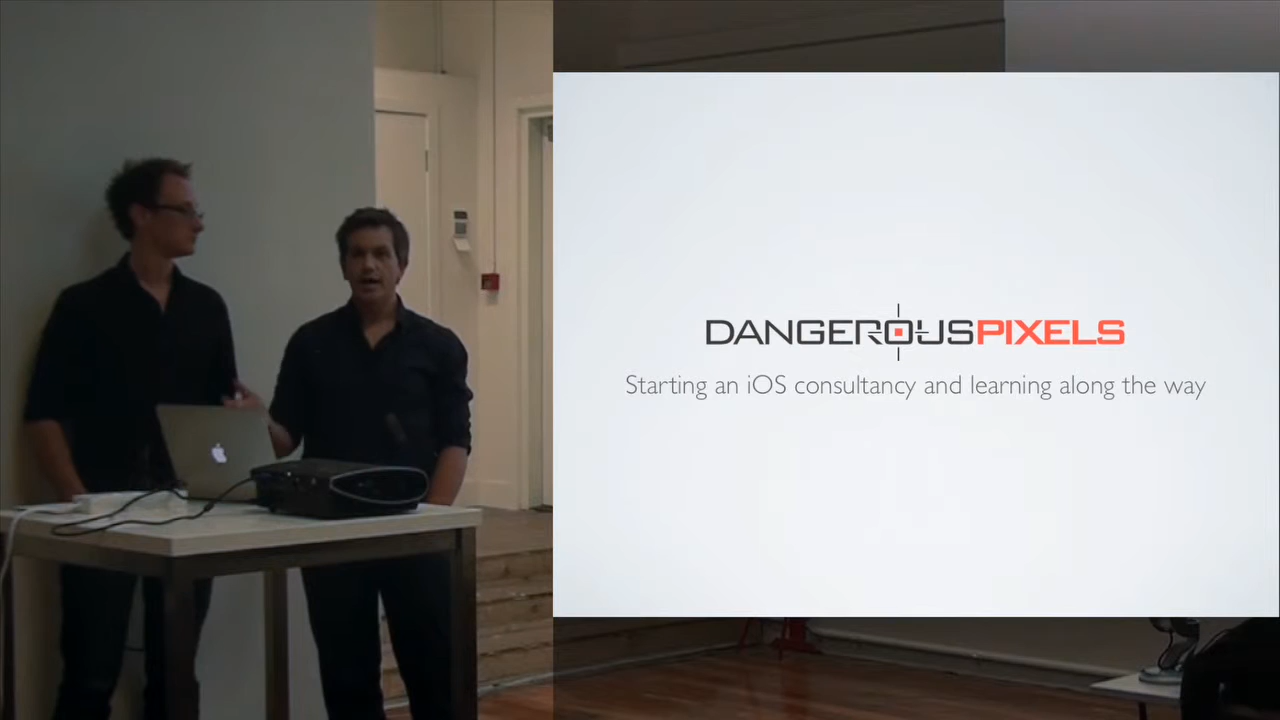 DANGEROUSPIXELS
Starting an iOS consultancy and learning along the way